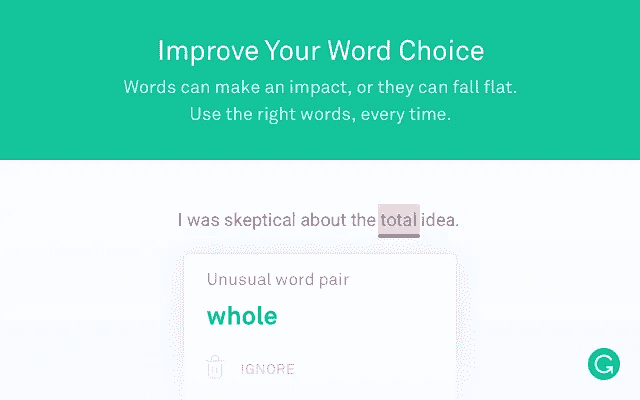 Improve Your Word Choice
Words can make an impact, or they can fall flat.
Use the right words, every time.
I was skeptical about the total idea.
Unusual word pair
whole
IGNORE